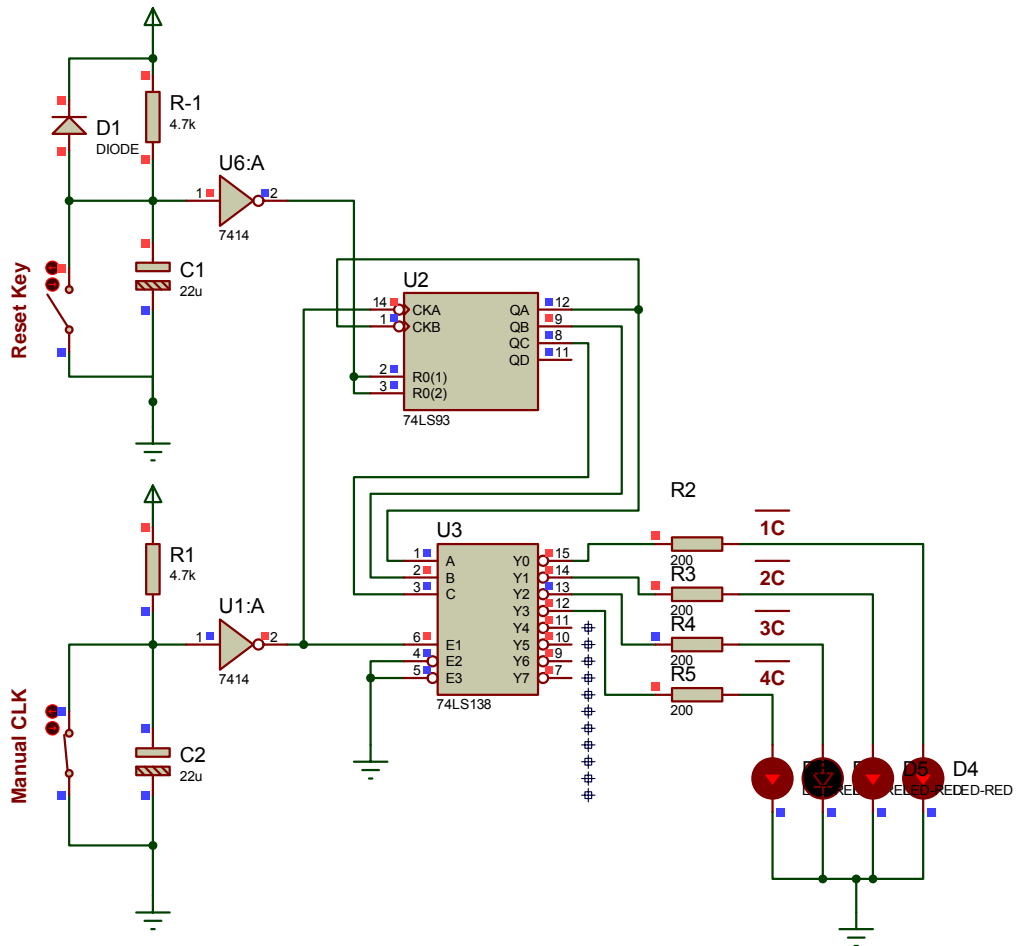 R-1
4.7k
D1
DIODE
U6:A
1
2
7414
C1
22u
Reset Key
U2
14
CKA
1
CKB
2
R0(1)
3
R0(2)
QA
12
QB
9
QC
8
QD
11
74LS93
R1
4.7k
U1:A
1
2
7414
C2
22u
Manual CLK
U3
1
A
2
B
3
C
6
E1
4
E2
5
E3
Y0
15
Y1
14
Y2
13
Y3
12
Y4
11
Y5
10
Y6
9
Y7
7
74LS138
R2
200
1C
R3
200
2C
R4
200
3C
R5
200
4C
D5
D4
LED-RED